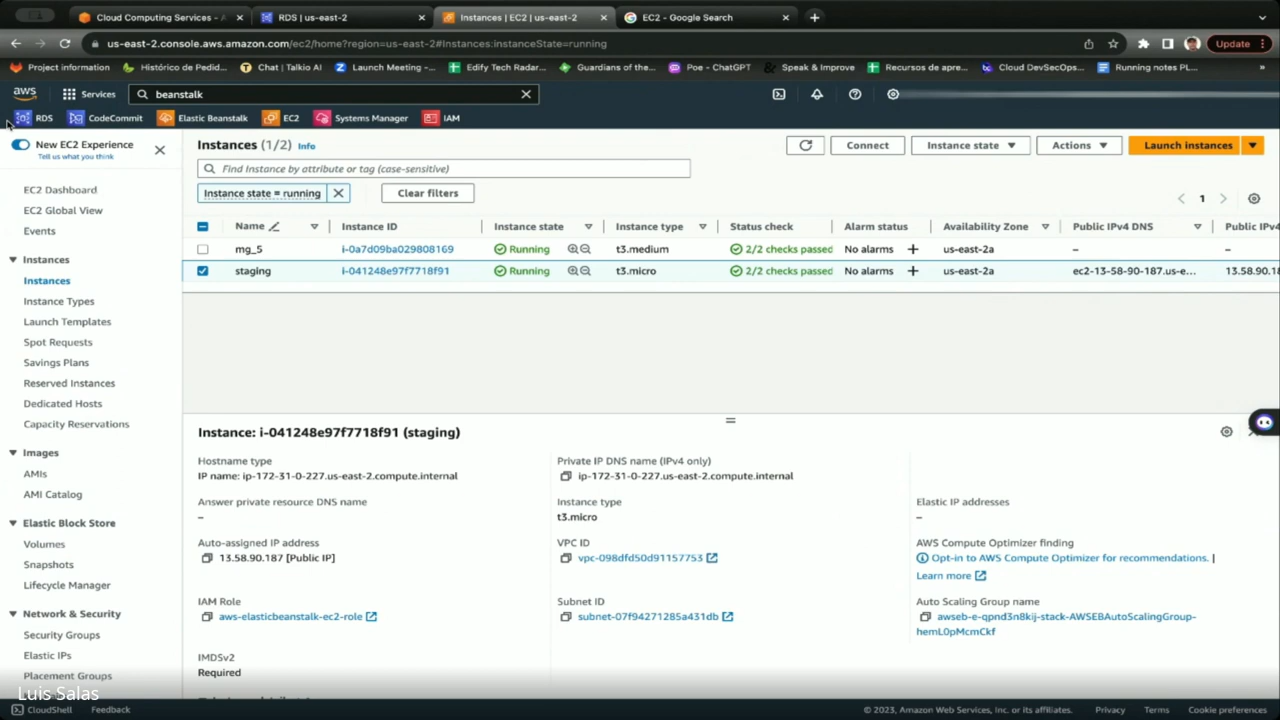 Cloud Computing Services - A
RDS | us-east-2
Instances | EC2 | us-east-2
EC2 - Google Search
us-east-2.console.aws.amazon.com/ec2/home?region=us-east-2#Instances:instanceState=running
Update
Project information
Histórico de Pedid...
Chat | Talkio AI
Launch Meeting -...
Edify Tech Radar...
Guardians of the...
Poe - ChatGPT
Speak & Improve
Recursos de apre...
Cloud DevSecOps...
Running notes PL...
»
aws
Services
beanstalk
RDS
CodeCommit
Elastic Beanstalk
EC2
Systems Manager
IAM
New EC2 Experience
Tell us what you think
EC2 Dashboard
EC2 Global View
Events
Instances
Instances
Instance Types
Launch Templates
Spot Requests
Savings Plans
Reserved Instances
Dedicated Hosts
Capacity Reservations
Images
AMIs
AMI Catalog
Elastic Block Store
Volumes
Snapshots
Lifecycle Manager
Network & Security
Security Groups
Elastic IPs
Placement Groups
Instances (1/2) Info
Connect
Instance state
Actions
Launch instances
Find Instance by attribute or tag (case-sensitive)
Instance state = running
Clear filters
1
Name Instance ID Instance state Instance type Status check Alarm status Availability Zone Public IPv4 DNS Public IPv4
mg_5 i-0a7d09ba029808169 Running t3.medium 2/2 checks passed No alarms + us-east-2a – –
staging i-041248e97f7718f91 Running t3.micro 2/2 checks passed No alarms + us-east-2a ec2-13-58-90-187.us-e... 13.58.90.18
Instance: i-041248e97f7718f91 (staging)
Hostname type
IP name: ip-172-31-0-227.us-east-2.compute.internal
Private IP DNS name (IPv4 only)
ip-172-31-0-227.us-east-2.compute.internal
Answer private resource DNS name
–
Instance type
t3.micro
Elastic IP addresses
–
Auto-assigned IP address
13.58.90.187 [Public IP]
VPC ID
vpc-098dfd50d91157753
AWS Compute Optimizer finding
Opt-in to AWS Compute Optimizer for recommendations. |
Learn more
IAM Role
aws-elasticbeanstalk-ec2-role
Subnet ID
subnet-07f94271285a431db
Auto Scaling Group name
awseb-e-qpnd3n8kij-stack-AWSEBAutoScalingGroup-
hemL0pMcmCkf
IMDSv2
Required
Luis Salas
CloudShell
Feedback
© 2023, Amazon Web Services, Inc. or its affiliates.
Privacy
Terms
Cookie preferences